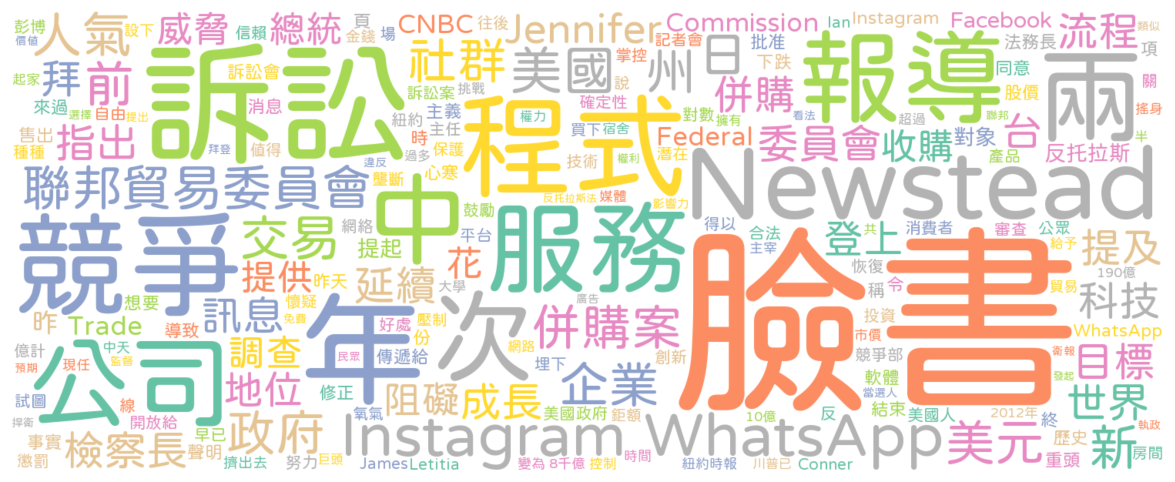 彭博 價值 人氣 設下 威脅 信賴 總統 頁 金錢 場 CNBC 往後 Jennifer 記者會 Commission 批准 Ian Instagram Facebook 法務長 流程 類似 項
起家 拜 前 訴訟 訴訟會 消息 社群 訴訟案 挑戰 美國 掌控 說 州 日 下跌 併購 報導 同意 股價 兩 關 搖身
來過 選擇 自由 提出 指出 權力 紐約 主義 主任 時 保護 確定性 買下 宿舍 對數 擁有 看法 超過 聯邦 半
售出 種種 拜登 值得 違反 過多 心寒 程式 技術 潛在 Federal 委員會 收購 對象 產品 台 反托拉斯
聯邦貿易委員會 壟斷 中 鼓勵 反托拉斯法 權利 媒體 影響力 Newstead
競爭 交易 網絡 提起 平台 服務 得以 合法 主宰 登上 共 消費者 審查 公眾 給予 提及
想要 昨 提供 昨天 延續 大學 花 臉書 恢復 稱 令 190億 貿易 科技
Trade 導致 訊息 懷疑 免費 年 好處 壓制 份 次 廣告 網路 併購案 投資 市價 WhatsApp 衛報
億計 中天 現任 監督 預期 公司 調查 民眾 傳遞給 埋下 創新 競爭部 目標 發起
試圖 線 地位 修正 阻礙 成長 企業 軟體 當選人 世界
捍衛 開放給 氧氣 美國政府 鉅額 10億 反 結束 美國人 2012年 終 執政
事實 早已 檢察長 聲明 政府 Instagram WhatsApp 美元 歷史 新
懲罰 擠出去 努力 巨頭 James Letitia 變為 8千億 控制 時間 紐約時報 川普已 Conner 重頭 房間